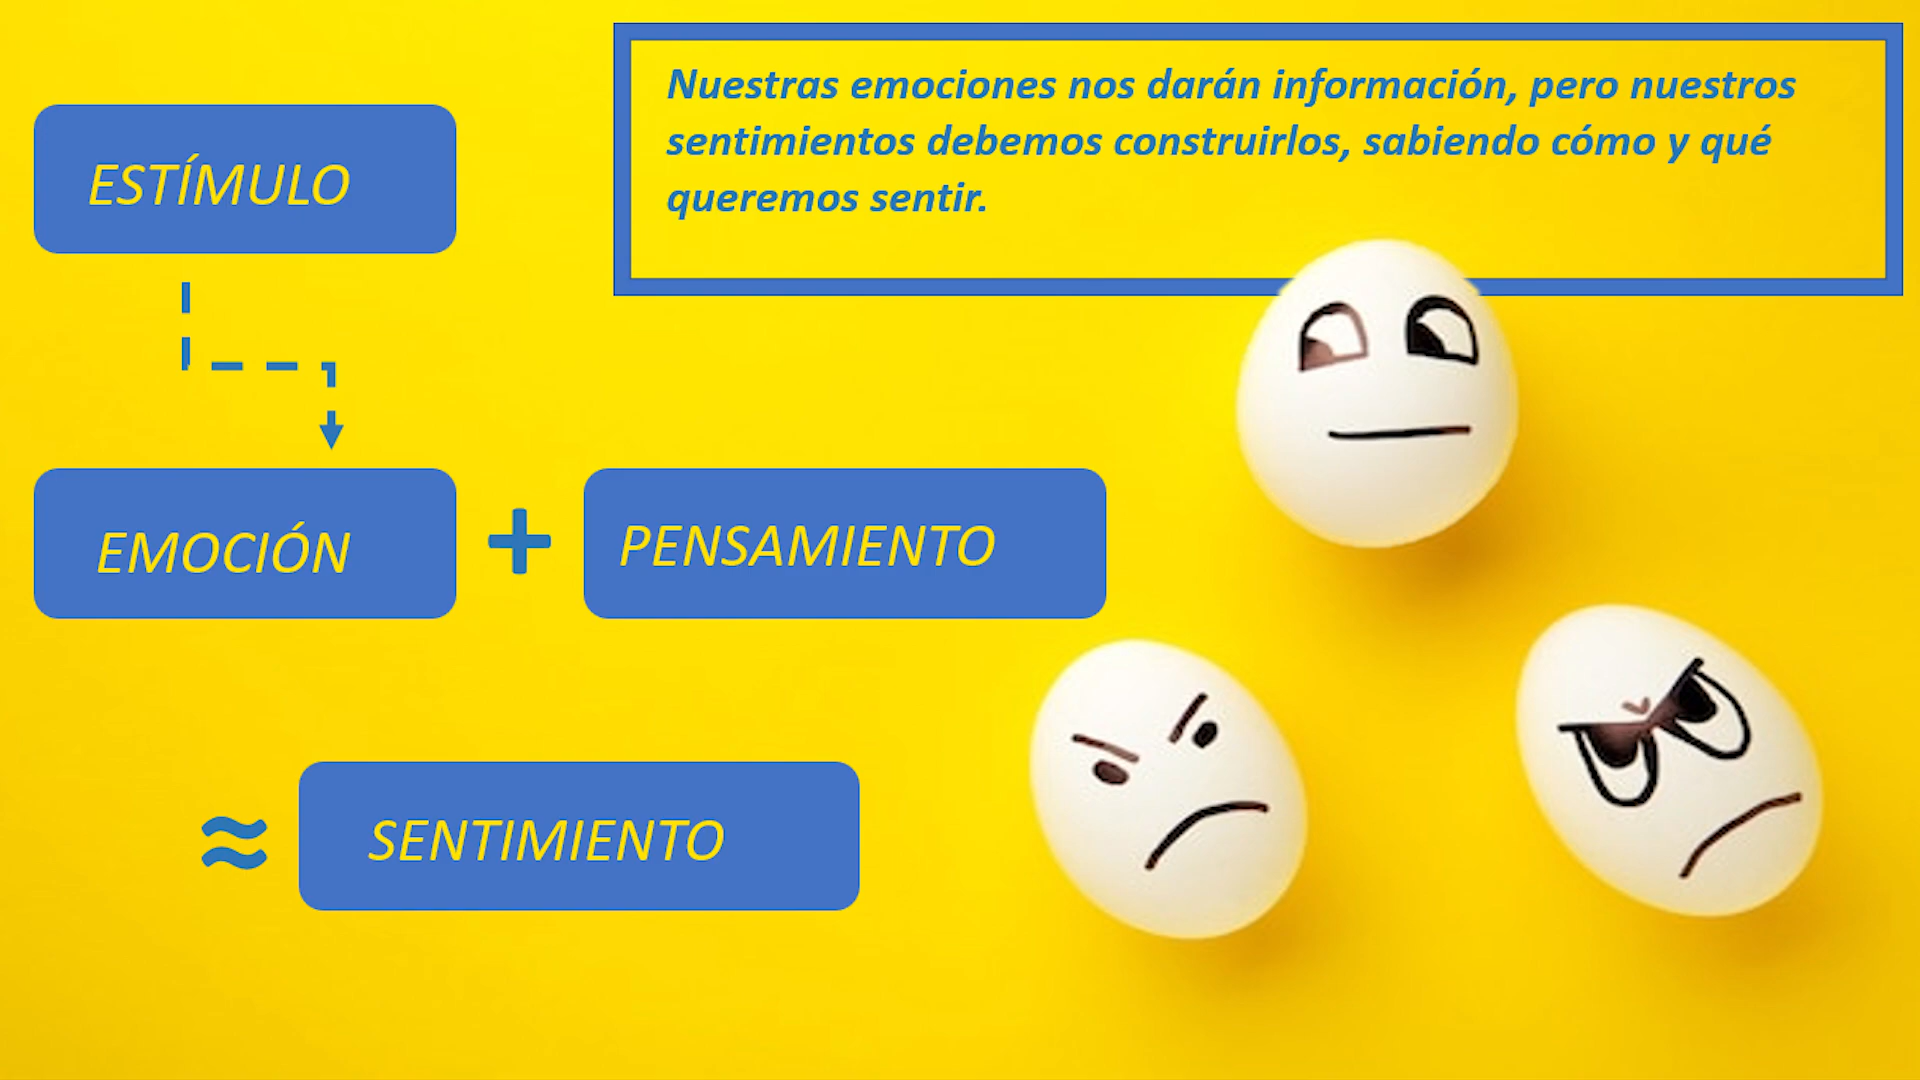 Nuestras emociones nos darán información, pero nuestros
sentimientos debemos construirlos, sabiendo cómo y qué
queremos sentir.
ESTÍMULO
EMOCIÓN + PENSAMIENTO
≈ SENTIMIENTO